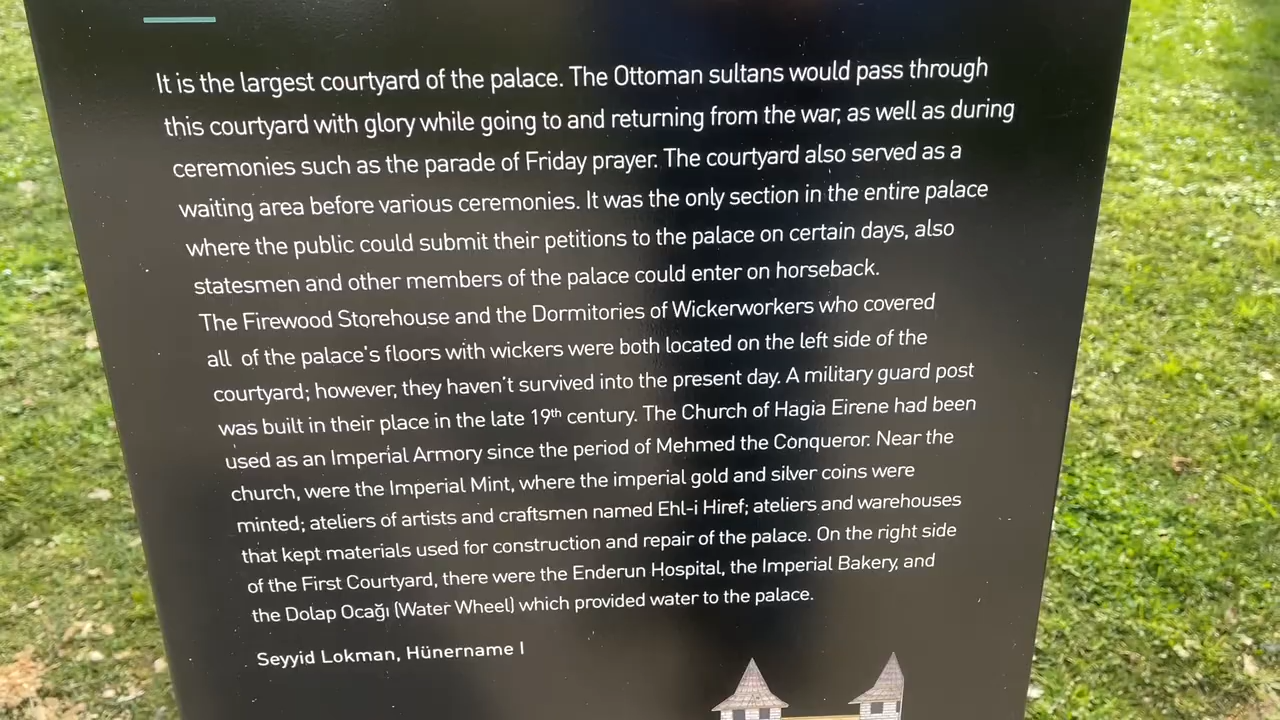 It is the largest courtyard of the palace. The Ottoman sultans would pass through
this courtyard with glory while going to and returning from the war, as well as during
ceremonies such as the parade of Friday prayer. The courtyard also served as a
waiting area before various ceremonies. It was the only section in the entire palace
where the public could submit their petitions to the palace on certain days, also
statesmen and other members of the palace could enter on horseback.
The Firewood Storehouse and the Dormitories of Wickerworkers who covered
all of the palace's floors with wickers were both located on the left side of the
courtyard; however, they haven't survived into the present day. A military guard post
was built in their place in the late 19th century. The Church of Hagia Eirene had been
used as an Imperial Armory since the period of Mehmed the Conqueror. Near the
church, were the Imperial Mint, where the imperial gold and silver coins were
minted; ateliers of artists and craftsmen named Ehl-i Hiref; ateliers and warehouses
that kept materials used for construction and repair of the palace. On the right side
of the First Courtyard, there were the Enderun Hospital, the Imperial Bakery, and
the Dolap Ocağı (Water Wheel) which provided water to the palace.
Seyyid Lokman, Hünername I